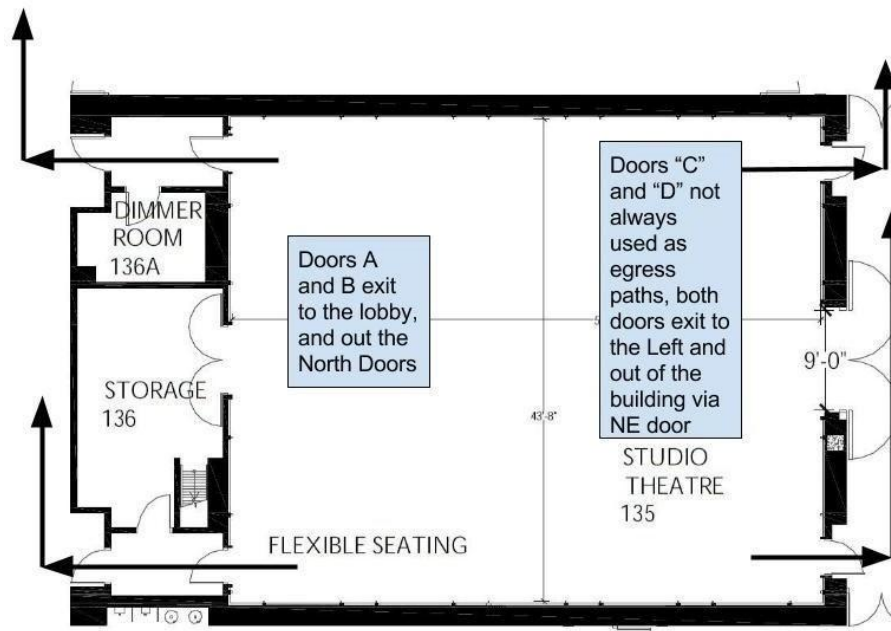 DIMMER
ROOM
136A
Doors A
and B exit
to the lobby,
and out the
North Doors
Doors “C”
and “D” not
always
used as
egress
paths, both
doors exit to
the Left and
out of the
building via
NE door
9'-0"
STORAGE
136
43'-8"
STUDIO
THEATRE
135
FLEXIBLE SEATING